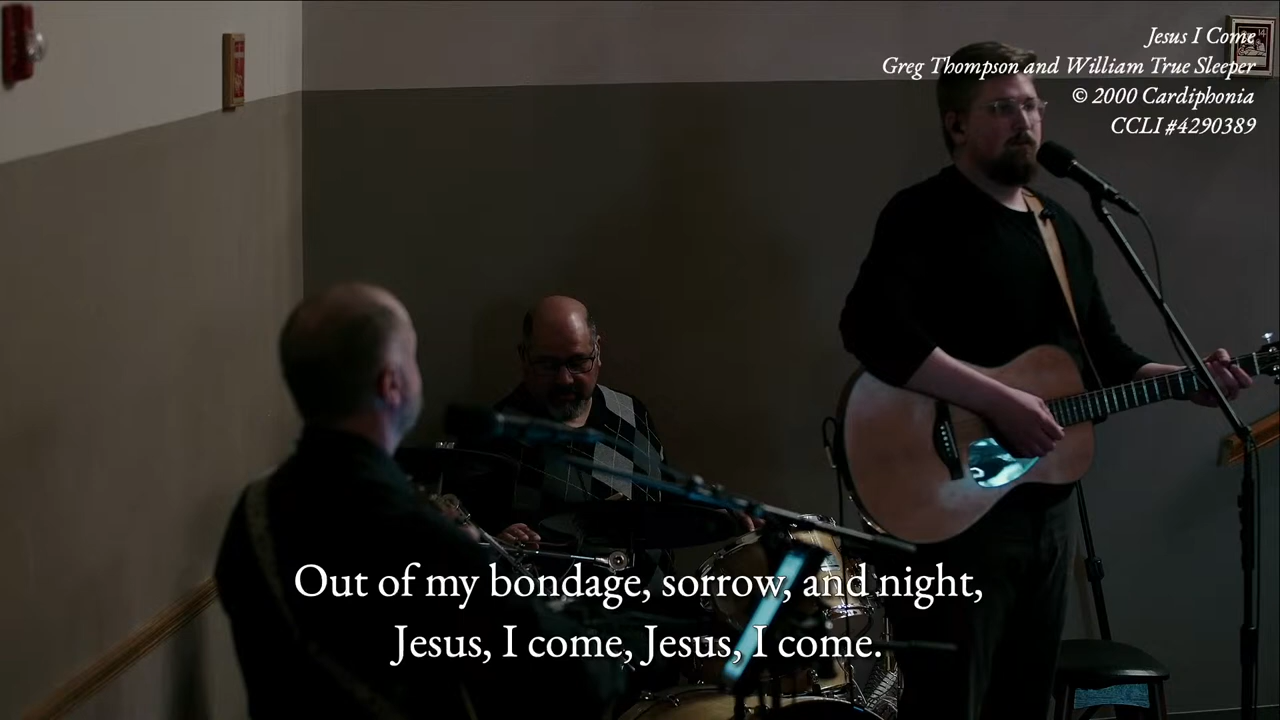 Jesus I Come
Greg Thompson and William True Sleeper
© 2000 Cardiphonia
CCLI #4290389
Out of my bondage, sorrow, and night,
Jesus, I come, Jesus, I come.